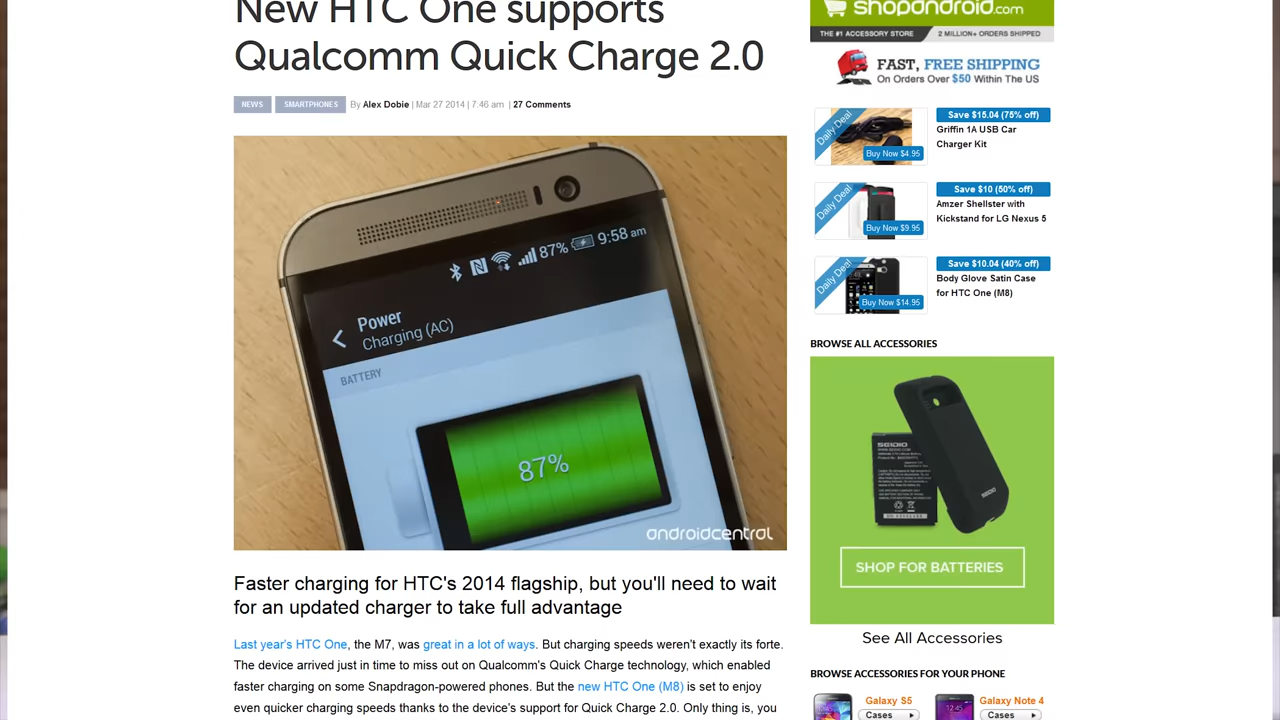 New HTC One supports
Qualcomm Quick Charge 2.0
NEWS
SMARTPHONES
By Alex Dobie | Mar 27 2014 | 7:46 am | 27 Comments
87%
9:58 am
Power
Charging (AC)
BATTERY
87%
androidcentral
Faster charging for HTC's 2014 flagship, but you'll need to wait
for an updated charger to take full advantage
Last year's HTC One, the M7, was great in a lot of ways. But charging speeds weren't exactly its forte.
The device arrived just in time to miss out on Qualcomm's Quick Charge technology, which enabled
faster charging on some Snapdragon-powered phones. But the new HTC One (M8) is set to enjoy
even quicker charging speeds thanks to the device's support for Quick Charge 2.0. Only thing is, you
shopandroid.com
THE #1 ACCESSORY STORE
2 MILLION+ ORDERS SHIPPED
FAST, FREE SHIPPING
On Orders Over $50 Within The US
Daily Deal
Buy Now $4.95
Save $15.04 (75% off)
Griffin 1A USB Car
Charger Kit
Daily Deal
Buy Now $9.95
Save $10 (50% off)
Amzer Shellster with
Kickstand for LG Nexus 5
Daily Deal
Buy Now $14.95
Save $10.04 (40% off)
Body Glove Satin Case
for HTC One (M8)
BROWSE ALL ACCESSORIES
SEIDIO
SEIDIO
SHOP FOR BATTERIES
See All Accessories
BROWSE ACCESSORIES FOR YOUR PHONE
Galaxy S5
Cases
Galaxy Note 4
Cases